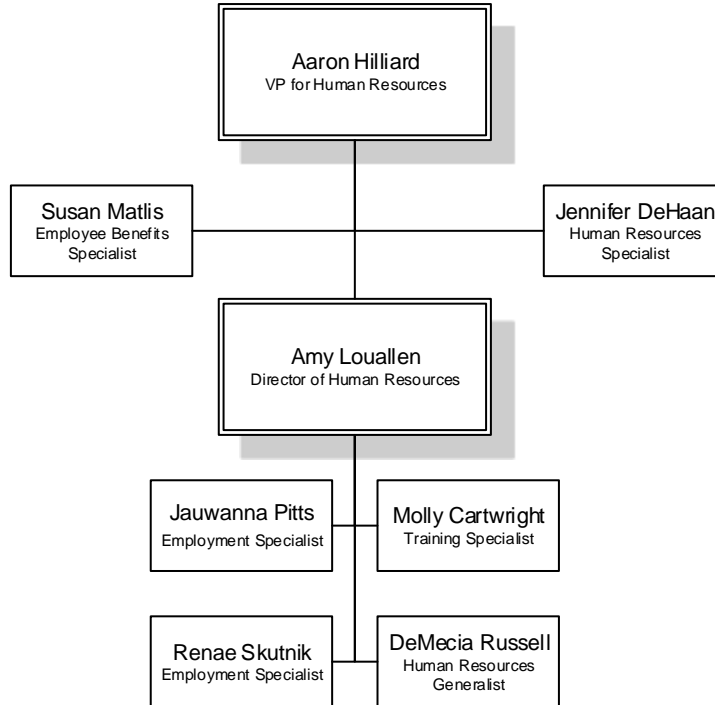 Aaron Hilliard
VP for Human Resources
Susan Matlis
Employee Benefits
Specialist
Jennifer DeHaan
Human Resources
Specialist
Amy Louallen
Director of Human Resources
Jauwanna Pitts
Employment Specialist
Molly Cartwright
Training Specialist
Renae Skutnik
Employment Specialist
DeMecia Russell
Human Resources
Generalist